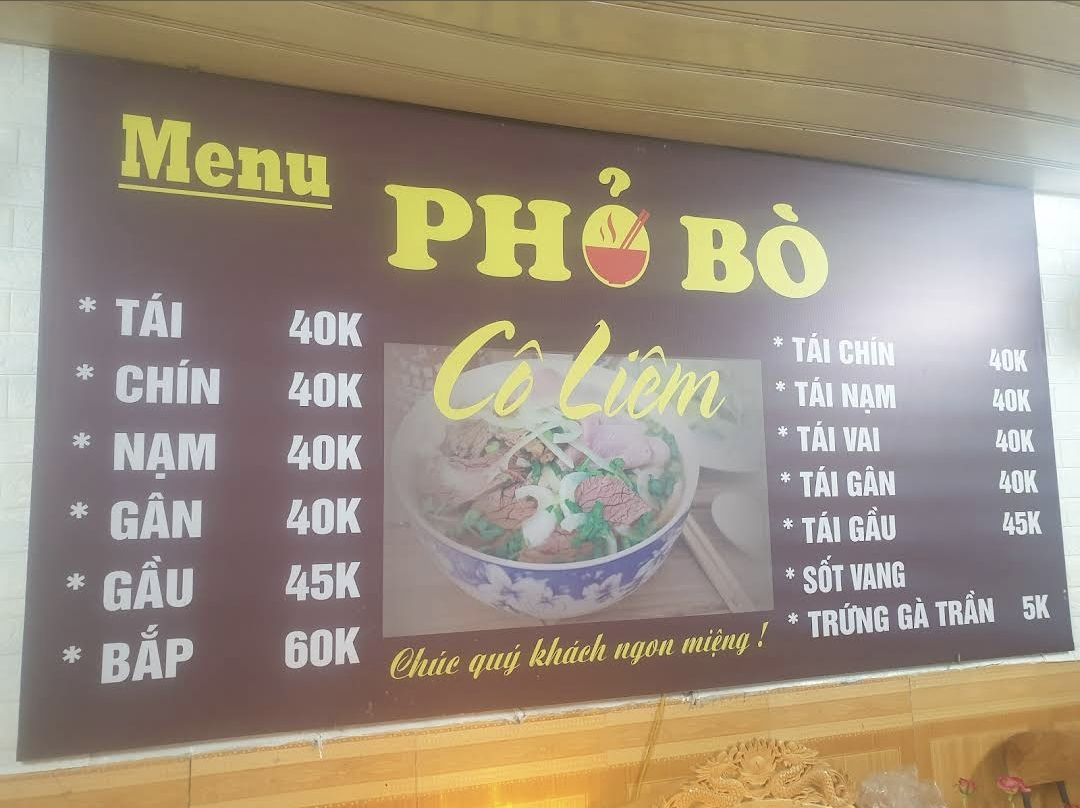 Menu
PHỞ BÒ
Cô Liêm
* TÁI 40K
* CHÍN 40K
* NẠM 40K
* GÂN 40K
* GẦU 45K
* BẮP 60K
* TÁI CHÍN 40K
* TÁI NẠM 40K
* TÁI VAI 40K
* TÁI GÂN 40K
* TÁI GẦU 45K
* SỐT VANG
* TRỨNG GÀ TRẦN 5K
Chúc quý khách ngon miệng !